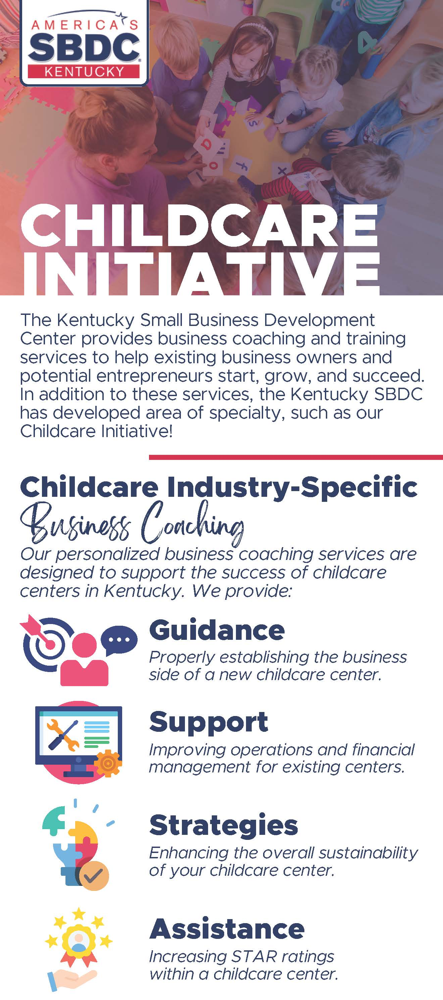 AMERICA'S
SBDC
KENTUCKY
a
s
o
f
x
CHILDCARE
INITIATIVE
The Kentucky Small Business Development
Center provides business coaching and training
services to help existing business owners and
potential entrepreneurs start, grow, and succeed.
In addition to these services, the Kentucky SBDC
has developed area of specialty, such as our
Childcare Initiative!
Childcare Industry-Specific
Business Coaching
Our personalized business coaching services are
designed to support the success of childcare
centers in Kentucky. We provide:
Guidance
Properly establishing the business
side of a new childcare center.
Support
Improving operations and financial
management for existing centers.
Strategies
Enhancing the overall sustainability
of your childcare center.
Assistance
Increasing STAR ratings
within a childcare center.